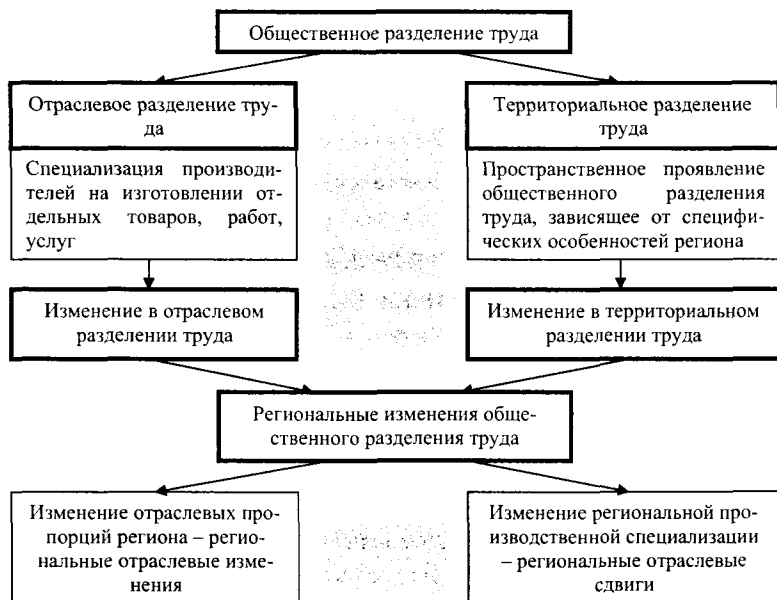 Общественное разделение труда
Отраслевое разделение тру-
да
Территориальное разделение
труда
Специализация производи-
телей на изготовлении от-
дельных товаров, работ,
услуг
Пространственное проявление
общественного разделения
труда, зависящее от специфи-
ческих особенностей региона
Изменение в отраслевом
разделении труда
Изменение в территориальном
разделении труда
Региональные изменения обще-
ственного разделения труда
Изменение отраслевых про-
порций региона – регио-
нальные отраслевые изме-
нения
Изменение региональной про-
изводственной специализации
– региональные отраслевые
сдвиги